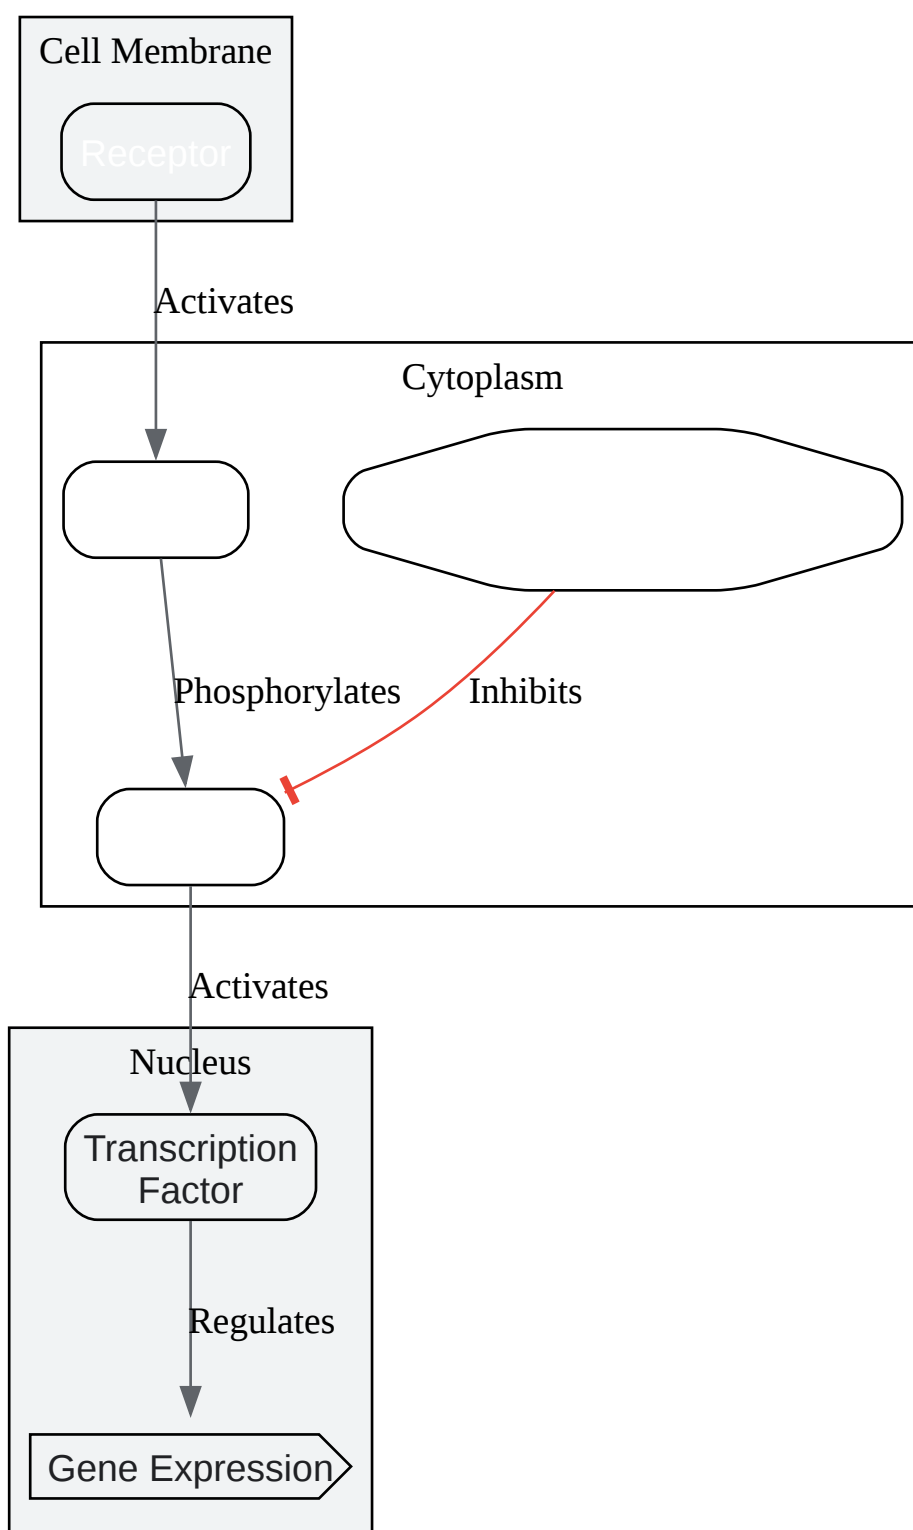 Cell Membrane
Receptor
Activates
Cytoplasm
Phosphorylates
Inhibits
Activates
Nucleus
Transcription
Factor
Regulates
Gene Expression